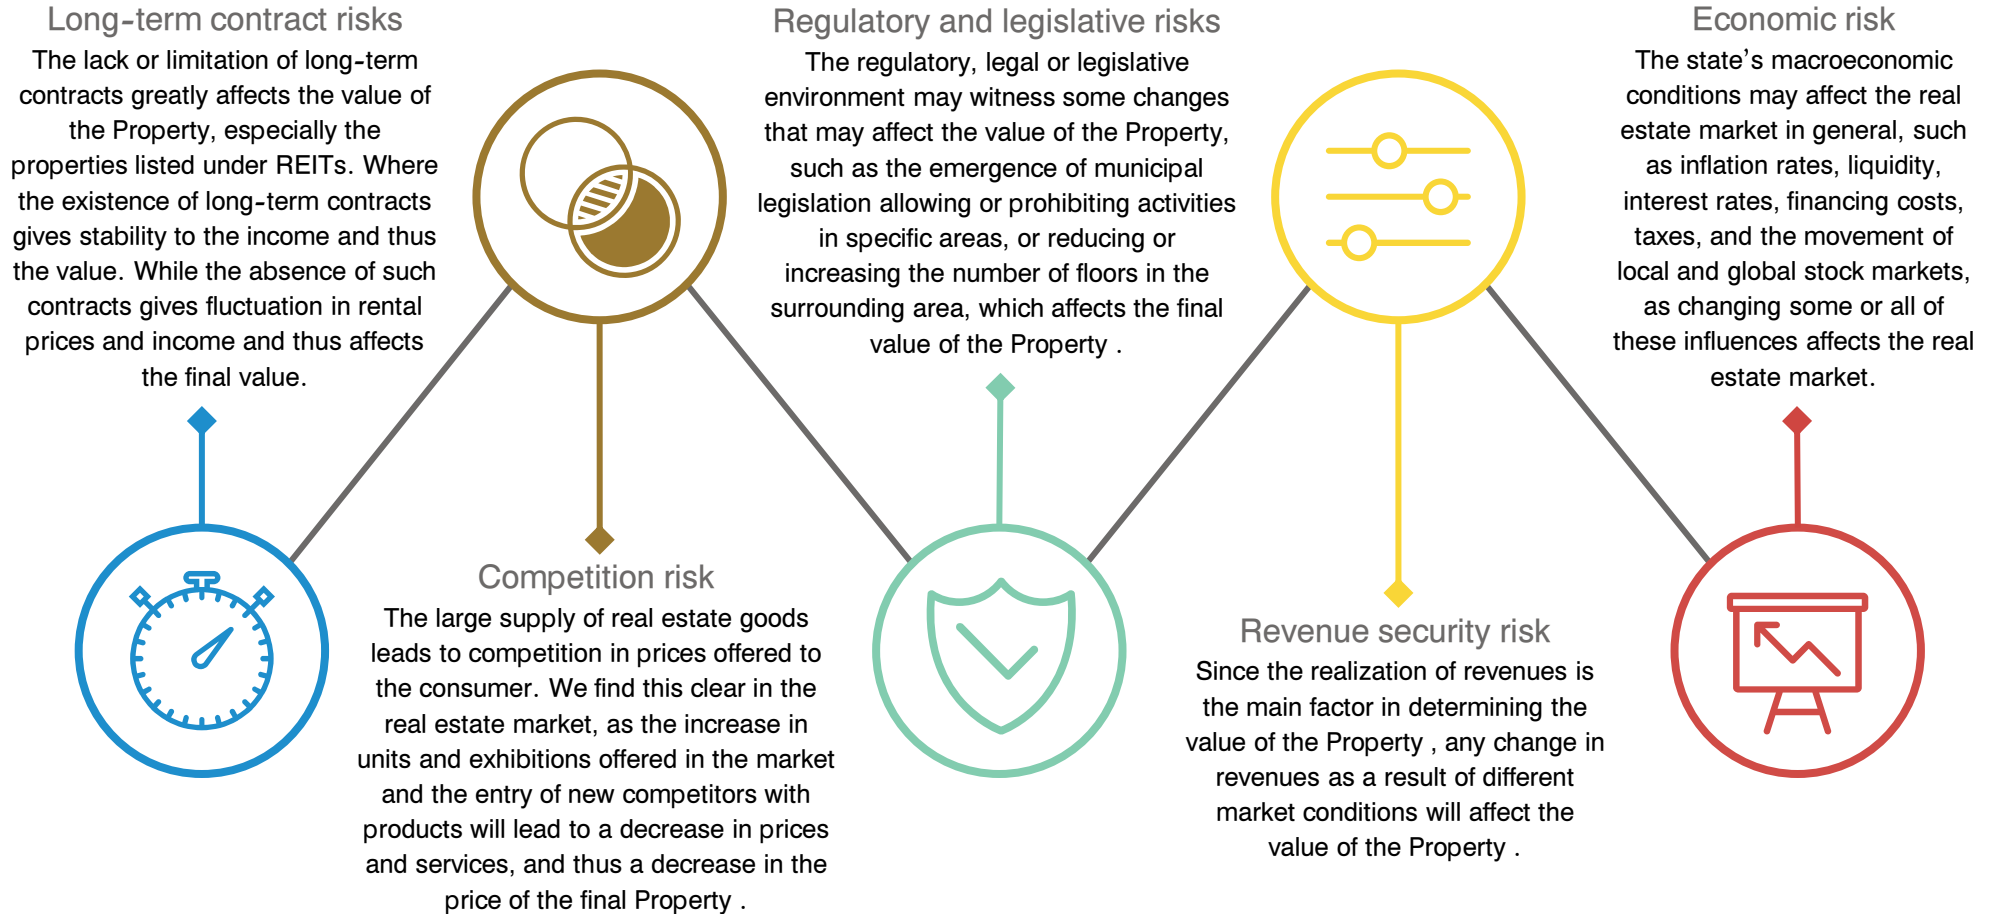 Long-term contract risks
The lack or limitation of long-term
contracts greatly affects the value of
the Property, especially the
properties listed under REITs. Where
the existence of long-term contracts
gives stability to the income and thus
the value. While the absence of such
contracts gives fluctuation in rental
prices and income and thus affects
the final value.
Competition risk
The large supply of real estate goods
leads to competition in prices offered to
the consumer. We find this clear in the
real estate market, as the increase in
units and exhibitions offered in the market
and the entry of new competitors with
products will lead to a decrease in prices
and services, and thus a decrease in the
price of the final Property .
Regulatory and legislative risks
The regulatory, legal or legislative
environment may witness some changes
that may affect the value of the Property,
such as the emergence of municipal
legislation allowing or prohibiting activities
in specific areas, or reducing or
increasing the number of floors in the
surrounding area, which affects the final
value of the Property .
Revenue security risk
Since the realization of revenues is
the main factor in determining the
value of the Property , any change in
revenues as a result of different
market conditions will affect the
value of the Property .
Economic risk
The state's macroeconomic
conditions may affect the real
estate market in general, such
as inflation rates, liquidity,
interest rates, financing costs,
taxes, and the movement of
local and global stock markets,
as changing some or all of
these influences affects the real
estate market.